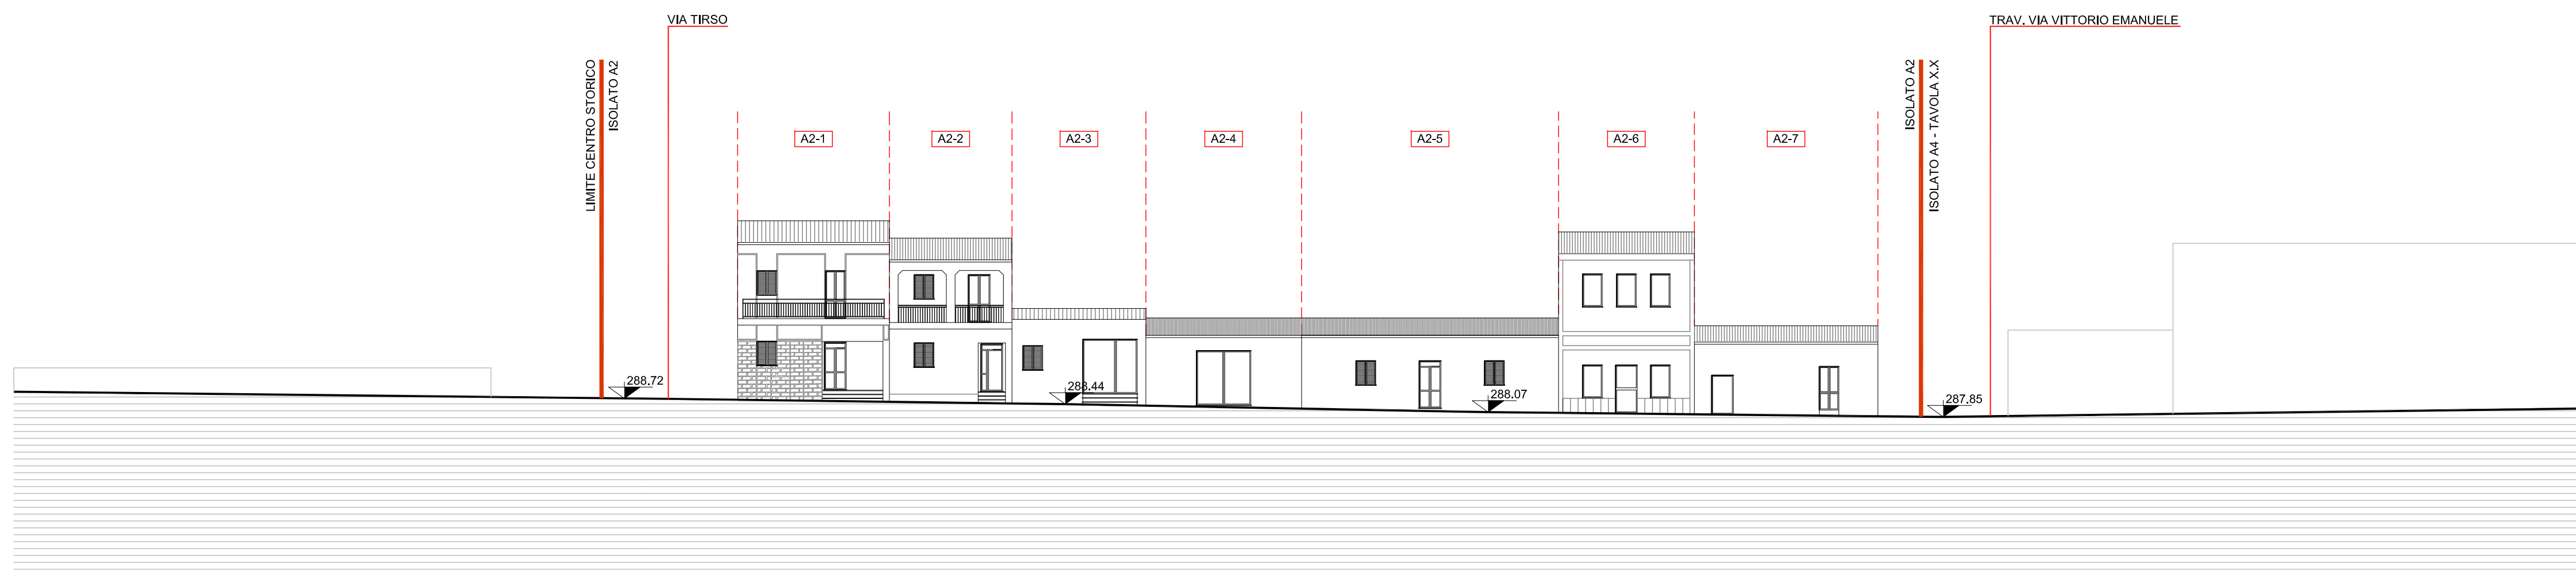 VIA TIRSO
TRAV. VIA VITTORIO EMANUELE
LIMITE CENTRO STORICO
ISOLATO A2
ISOLATO A2
ISOLATO A4 - TAVOLA X.X
A2-1
A2-2
A2-3
A2-4
A2-5
A2-6
A2-7
288.72
288.44
288.07
287.85